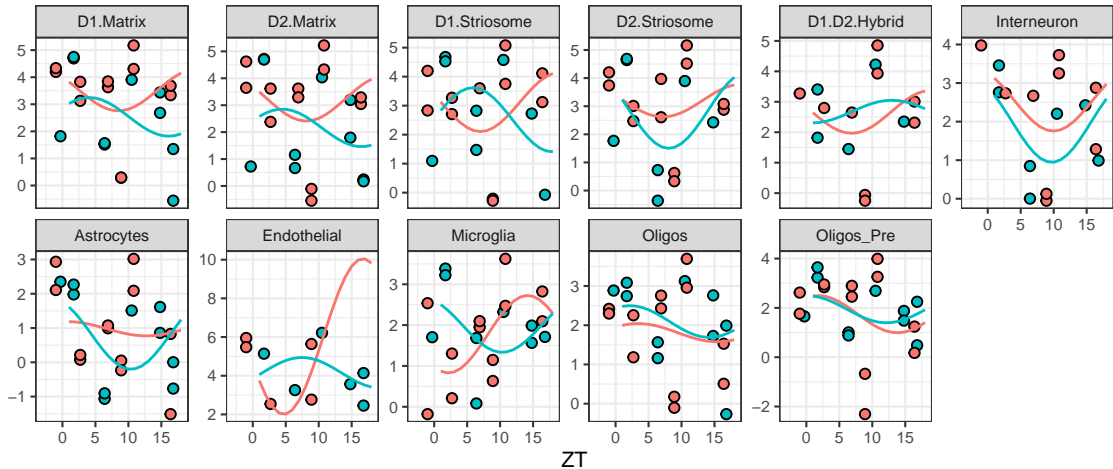 D1.Matrix D2.Matrix D1.Striosome D2.Striosome D1.D2.Hybrid Interneuron
5 5 5 5 5 4
4 4 4 4 4 3
3 3 3 3 3
2 2 2 2 2 2
1 1 1 1 1 1
0 0 0 0 0 0
0 5 10 15
Astrocytes Endothelial Microglia Oligos Oligos_Pre
3 10 3 3 4
2 8 2 2 2
1 6 1 1 0
0 4 0 0 −2
−1 2
0 5 10 15 0 5 10 15 0 5 10 15 0 5 10 15 0 5 10 15
ZT